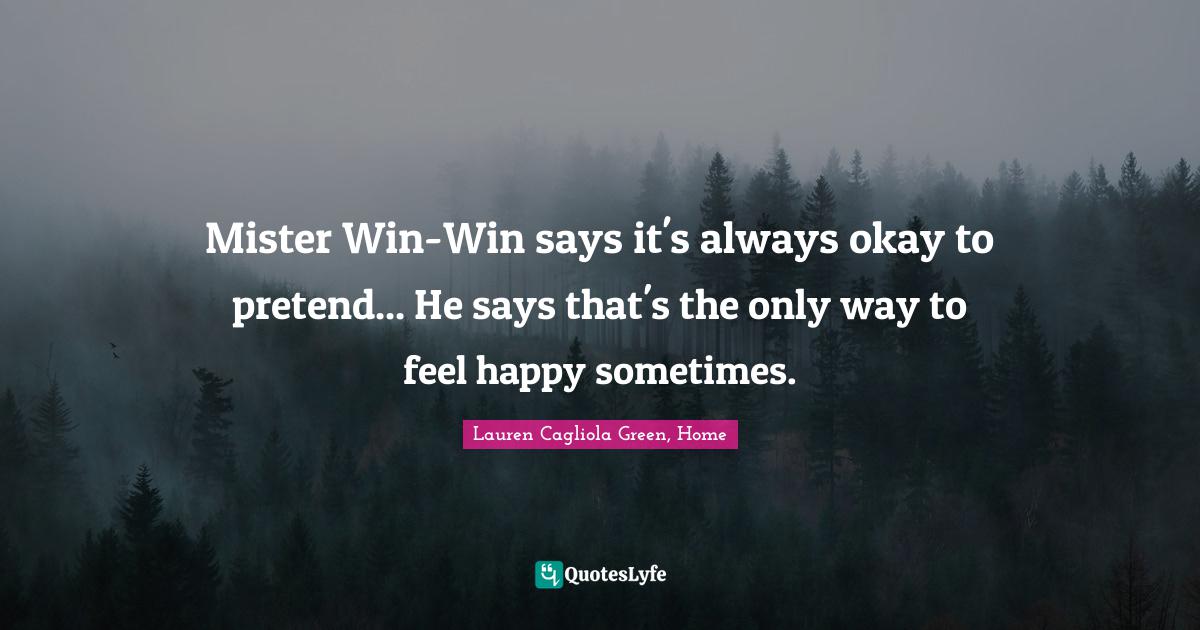 Mister Win-Win says it's always okay to
pretend... He says that's the only way to
feel happy sometimes.
Lauren Cagliola Green, Home
QuotesLyfe